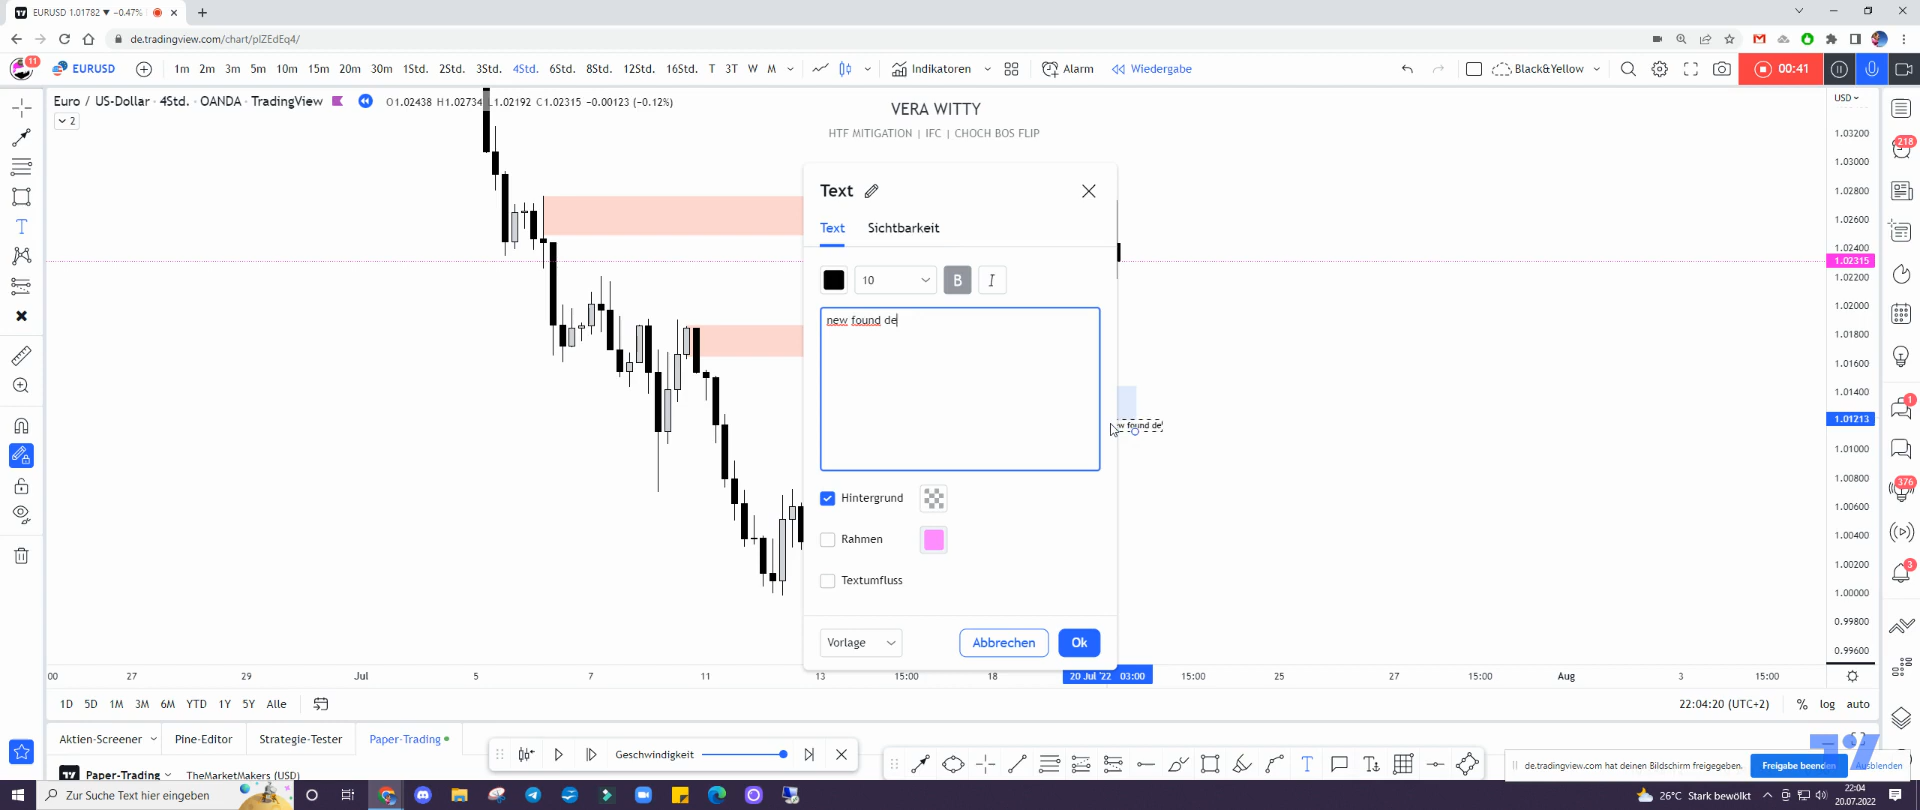 EURUSD 1.01782 ▼ −0.47%
de.tradingview.com/chart/pIZEdEq4/
11 EURUSD 1m 2m 3m 5m 10m 15m 20m 30m 1Std. 2Std. 3Std. 4Std. 6Std. 8Std. 12Std. 16Std. T 3T W M Indikatoren Alarm Wiedergabe Black&Yellow 00:41
Euro / US-Dollar · 4Std. · OANDA · TradingView O1.02438 H1.02734 L1.02192 C1.02315 −0.00123 (−0.12%)
2
VERA WITTY
HTF MITIGATION | IFC | CHOCH BOS FLIP
USD
1.03200
1.03000
1.02800
1.02600
1.02400
1.02315
1.02200
1.02000
1.01800
1.01600
1.01400
1.01213
1.01000
1.00800
1.00600
1.00400
1.00200
1.00000
0.99800
0.99600
218
1
376
3
Text
Text Sichtbarkeit
10 B I
new found de
w found de
Hintergrund
Rahmen
Textumfluss
Vorlage Abbrechen Ok
:00 27 29 Jul 5 7 11 13 15:00 18 20 Jul '22 03:00 15:00 25 27 15:00 Aug 3 15:00
1D 5D 1M 3M 6M YTD 1Y 5Y Alle 22:04:20 (UTC+2) % log auto
Aktien-Screener Pine-Editor Strategie-Tester Paper-Trading
Geschwindigkeit
Paper-Trading TheMarketMakers (USD)
de.tradingview.com hat deinen Bildschirm freigegeben. Freigabe beenden Ausblenden
Zur Suche Text hier eingeben
26°C Stark bewölkt
22:04
20.07.2022